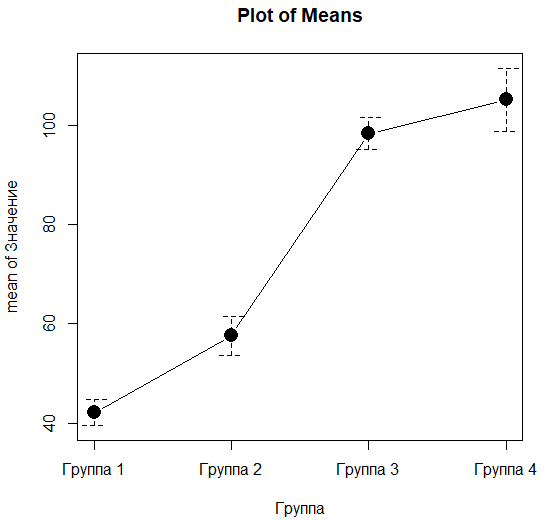 Plot of Means
mean of Значение
100
80
60
40
Группа 1
Группа 2
Группа 3
Группа 4
Группа